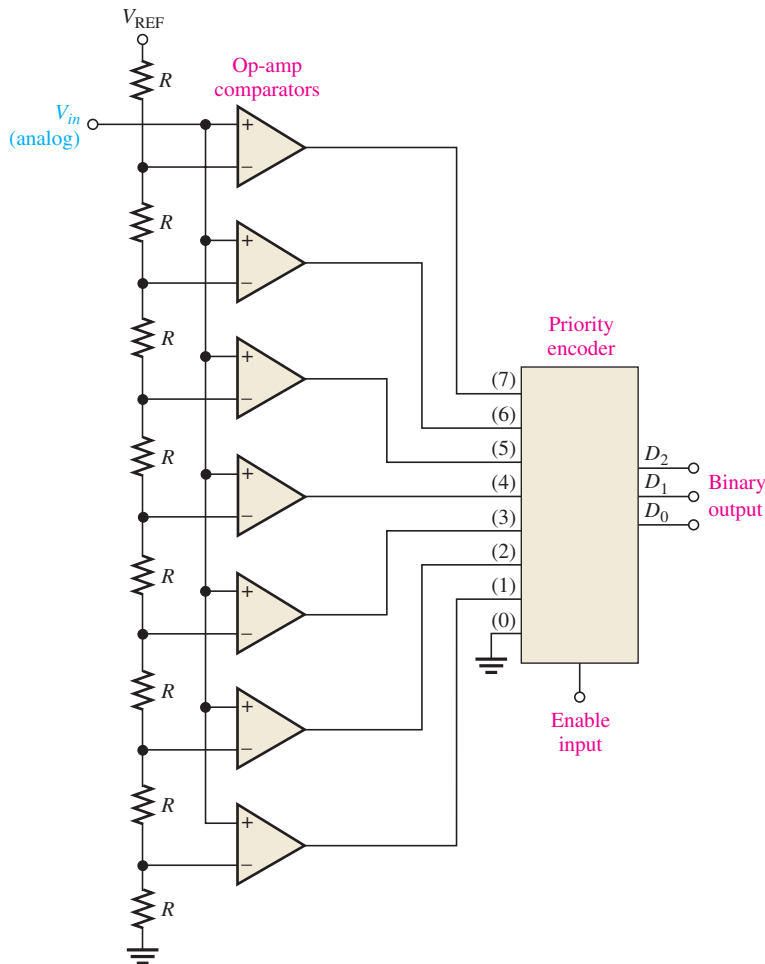 V_REF
R
Op-amp
comparators
V_in
(analog)
+
−
R
+
−
R
+
−
R
+
−
R
+
−
R
+
−
R
+
−
R
Priority
encoder
(7)
(6)
(5)
(4)
(3)
(2)
(1)
(0)
D_2
D_1
D_0
Binary
output
Enable
input